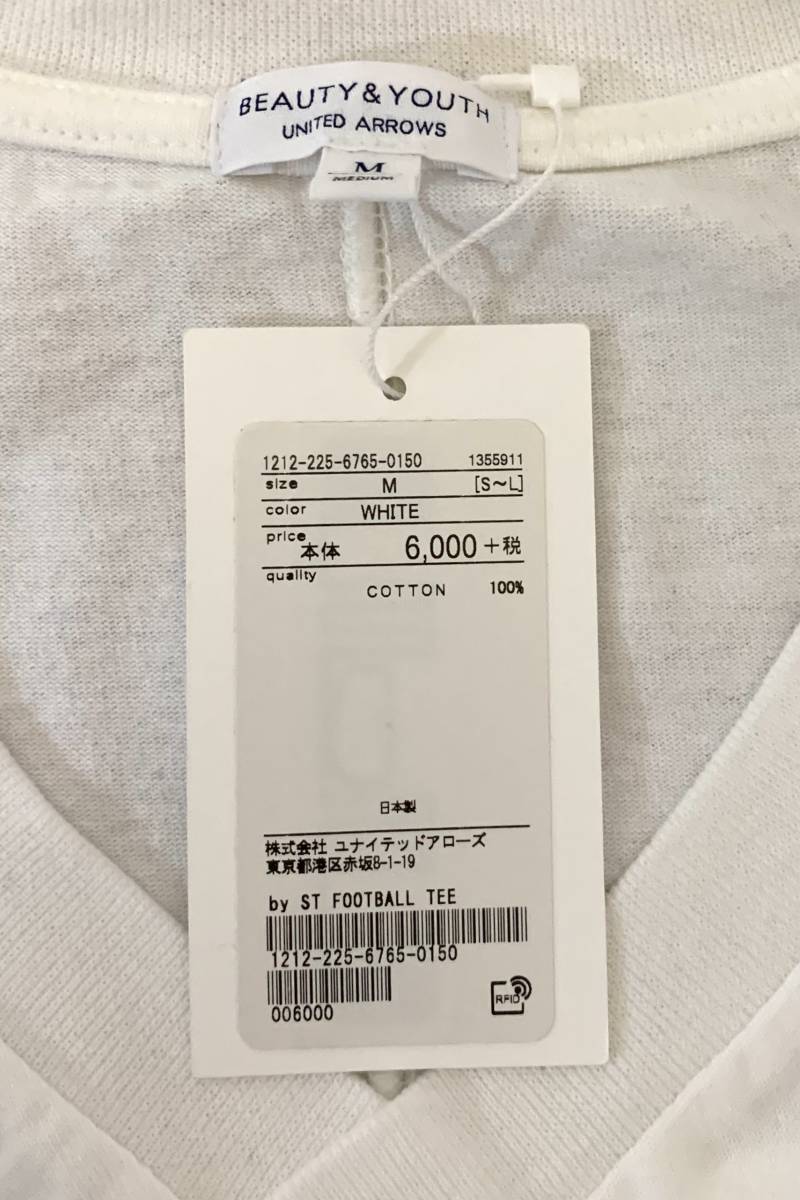 BEAUTY&YOUTH
UNITED ARROWS
M
MEDIUM
1212-225-6765-0150 1355911
size M [S～L]
color WHITE
price 本体 6,000+税
quality
COTTON 100%
日本製
株式会社 ユナイテッドアローズ
東京都港区赤坂8-1-19
by ST FOOTBALL TEE
1212-225-6765-0150
006000
RFID